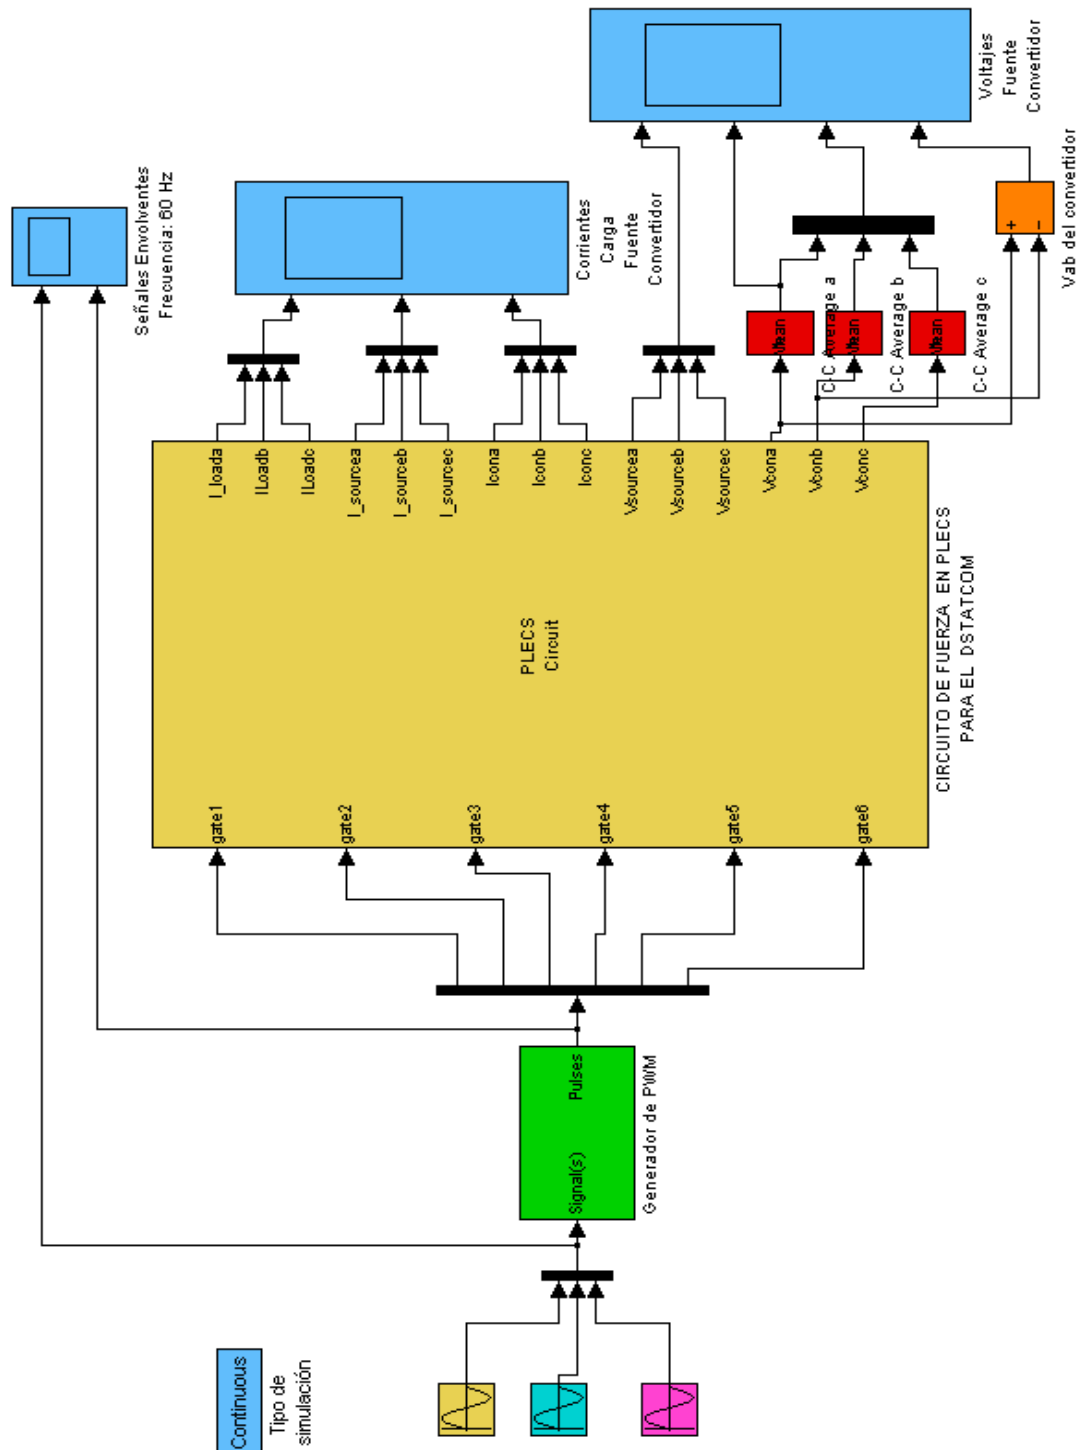 Continuous
Tipo de
simulación
Signal(s)
Pulses
Generador de PWM
gate1
gate2
gate3
gate4
gate5
gate6
PLECS
Circuit
CIRCUITO DE FUERZA EN PLECS
PARA EL DSTATCOM
I_loada
ILoadb
ILoadc
I_sourcea
I_sourceb
I_sourcec
Icona
Iconb
Iconc
Vsourcea
Vsourceb
Vsourcec
Vcona
Vconb
Vconc
Señales Envolventes
Frecuencia: 60 Hz
Corrientes
Carga
Fuente
Convertidor
Mean
C-C Average a
Mean
C-C Average b
Mean
C-C Average c
+
−
Vab del convertidor
Voltajes
Fuente
Convertidor